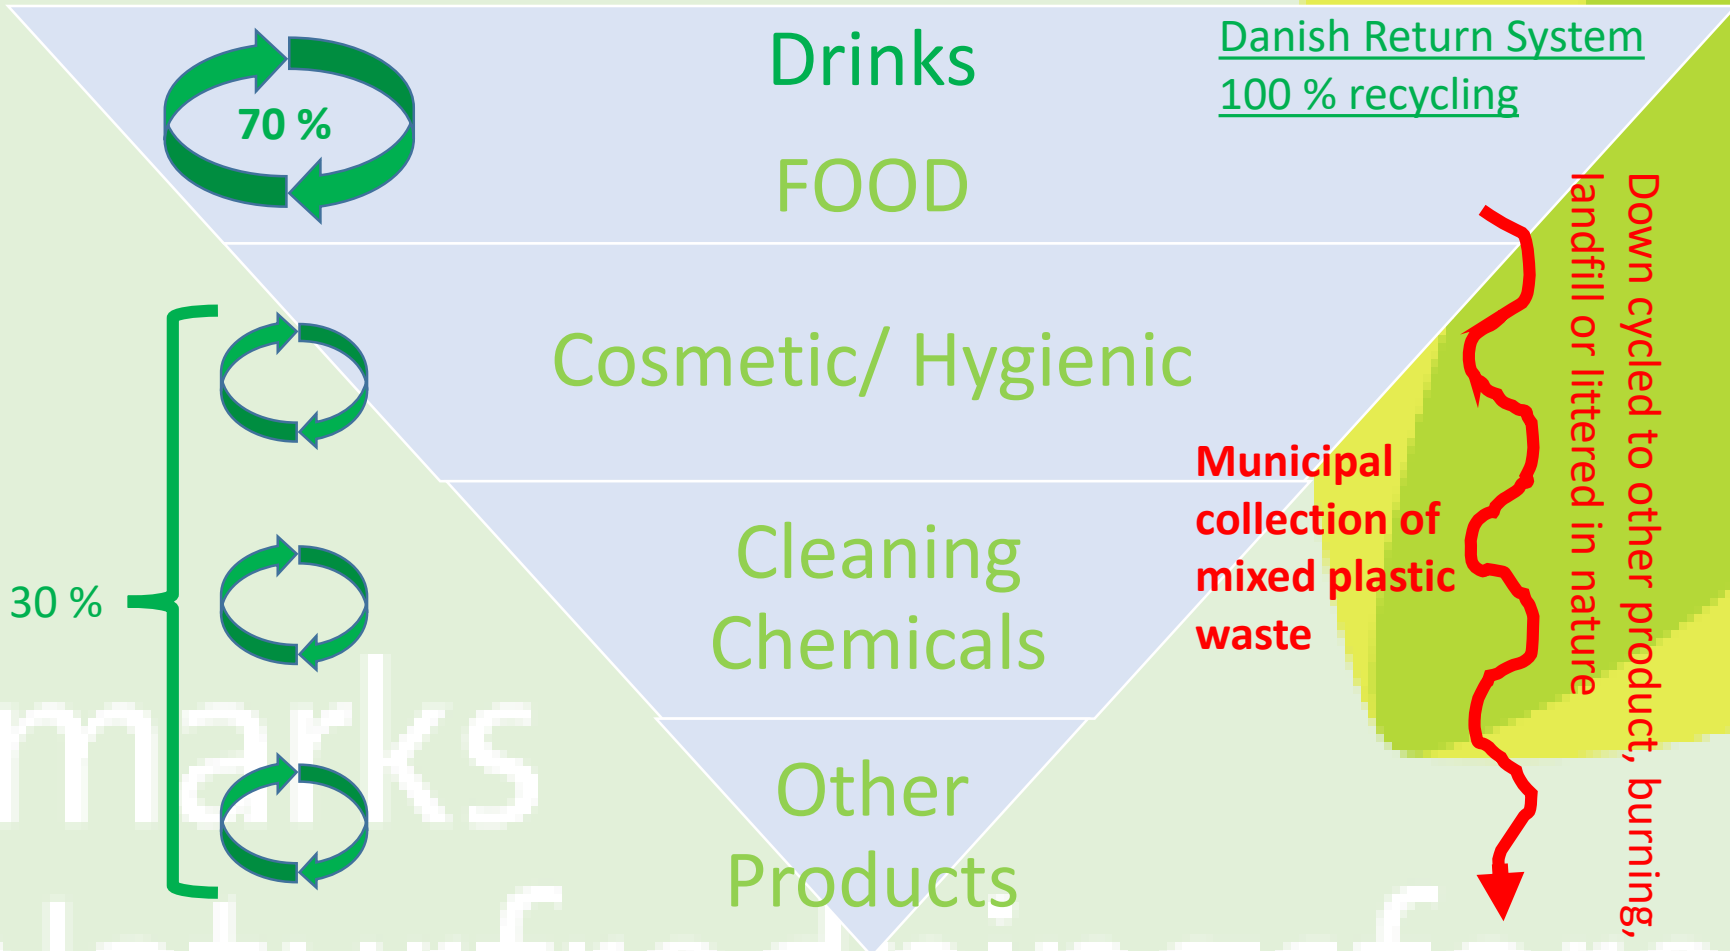 Drinks
Danish Return System
100 % recycling
70 %
FOOD
Down cycled to other product, burning,
landfill or littered in nature
Cosmetic/ Hygienic
Municipal
collection of
mixed plastic
waste
Cleaning
Chemicals
30 %
marks
Other
Products